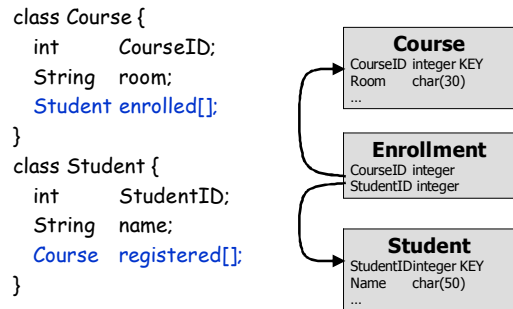 class Course {
int CourseID;
String room;
Student enrolled[];
}
class Student {
int StudentID;
String name;
Course registered[];
}
Course
CourseID integer KEY
Room char(30)
...
Enrollment
CourseID integer
StudentID integer
Student
StudentIDinteger KEY
Name char(50)
...